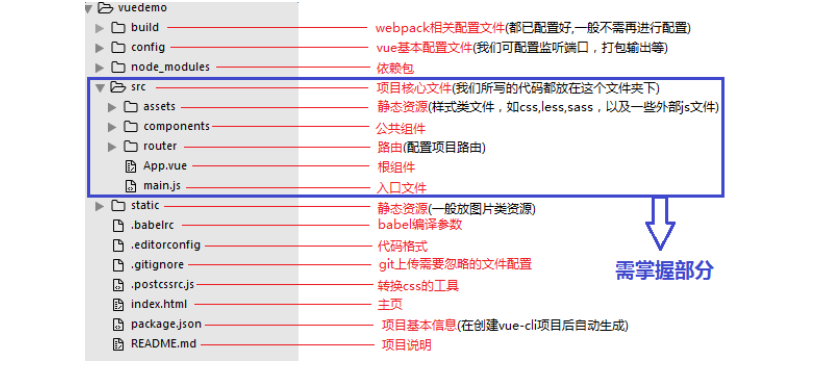 vuedemo
build webpack相关配置文件(都已配置好,一般不需再进行配置)
config vue基本配置文件(我们可配置监听端口，打包输出等)
node_modules 依赖包
src 项目核心文件(我们所写的代码都放在这个文件夹下)
assets 静态资源(样式类文件，如css,less,sass，以及一些外部js文件)
components 公共组件
router 路由(配置项目路由)
App.vue 根组件
main.js 入口文件
static 静态资源(一般放图片类资源)
.babelrc babel编译参数
.editorconfig 代码格式
.gitignore git上传需要忽略的文件配置
需掌握部分
.postcssrc.js 转换css的工具
index.html 主页
package.json 项目基本信息(在创建vue-cli项目后自动生成)
README.md 项目说明